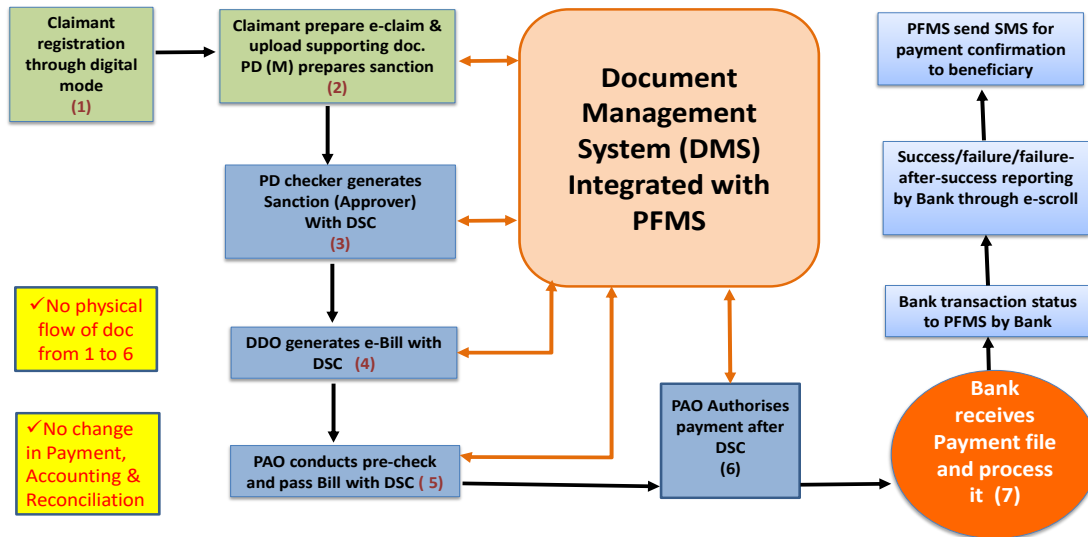 Claimant
registration
through digital
mode
(1)
Claimant prepare e-claim &
upload supporting doc.
PD (M) prepares sanction
(2)
Document
Management
System (DMS)
Integrated with
PFMS
PFMS send SMS for
payment confirmation
to beneficiary
Success/failure/failure-
after-success reporting
by Bank through e-scroll
PD checker generates
Sanction (Approver)
With DSC
(3)
✓No physical
flow of doc
from 1 to 6
Bank transaction status
to PFMS by Bank
DDO generates e-Bill with
DSC (4)
✓No change
in Payment,
Accounting &
Reconciliation
PAO conducts pre-check
and pass Bill with DSC ( 5)
PAO Authorises
payment after
DSC
(6)
Bank
receives
Payment file
and process
it (7)